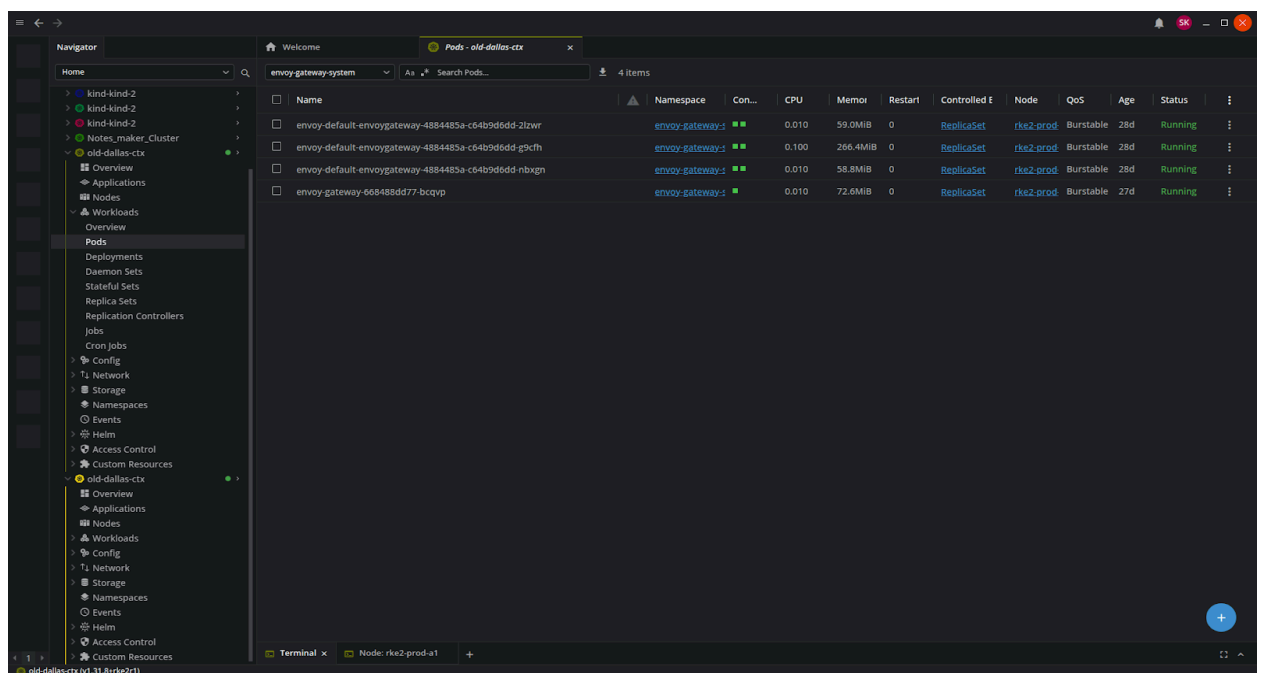 SK
Navigator
Welcome
Pods - old-dallas-ctx
Home
envoy-gateway-system
Aa .* Search Pods...
4 items
kind-kind-2
kind-kind-2
kind-kind-2
Notes_maker_Cluster
old-dallas-ctx
Overview
Applications
Nodes
Workloads
Overview
Pods
Deployments
Daemon Sets
Stateful Sets
Replica Sets
Replication Controllers
Jobs
Cron Jobs
Config
Network
Storage
Namespaces
Events
Helm
Access Control
Custom Resources
old-dallas-ctx
Overview
Applications
Nodes
Workloads
Config
Network
Storage
Namespaces
Events
Helm
Access Control
Custom Resources
1
old-dallas-ctx (v1.31.8+rke2r1)
Name Namespace Con... CPU Memor Restart Controlled E Node QoS Age Status
envoy-default-envoygateway-4884485a-c64b9d6dd-2lzwr envoy-gateway-s 0.010 59.0MiB 0 ReplicaSet rke2-prod- Burstable 28d Running
envoy-default-envoygateway-4884485a-c64b9d6dd-g9cfh envoy-gateway-s 0.100 266.4MiB 0 ReplicaSet rke2-prod- Burstable 28d Running
envoy-default-envoygateway-4884485a-c64b9d6dd-nbxgn envoy-gateway-s 0.010 58.8MiB 0 ReplicaSet rke2-prod- Burstable 28d Running
envoy-gateway-668488dd77-bcqvp envoy-gateway-s 0.010 72.6MiB 0 ReplicaSet rke2-prod- Burstable 27d Running
Terminal
Node: rke2-prod-a1